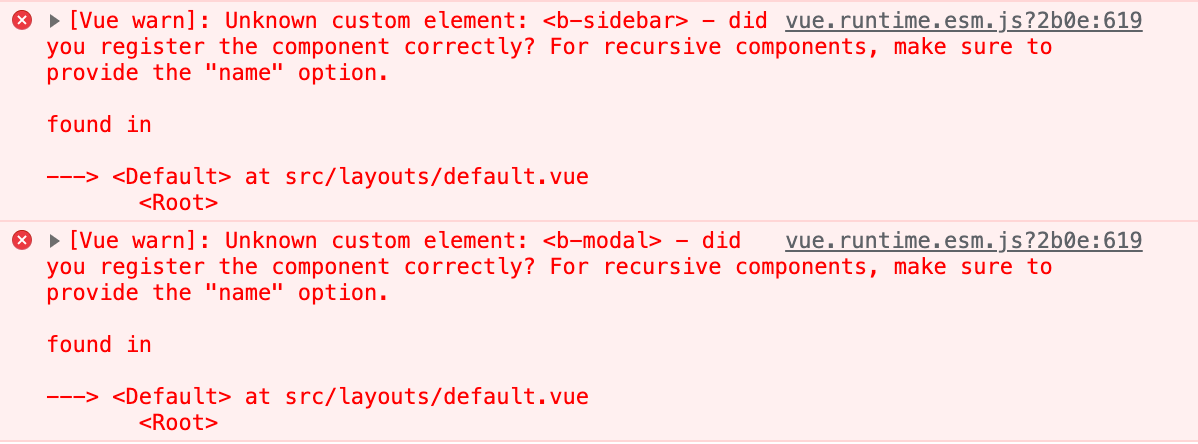 [Vue warn]: Unknown custom element: <b-sidebar> - did vue.runtime.esm.js?2b0e:619
you register the component correctly? For recursive components, make sure to
provide the "name" option.
found in
---> <Default> at src/layouts/default.vue
<Root>
[Vue warn]: Unknown custom element: <b-modal> - did vue.runtime.esm.js?2b0e:619
you register the component correctly? For recursive components, make sure to
provide the "name" option.
found in
---> <Default> at src/layouts/default.vue
<Root>